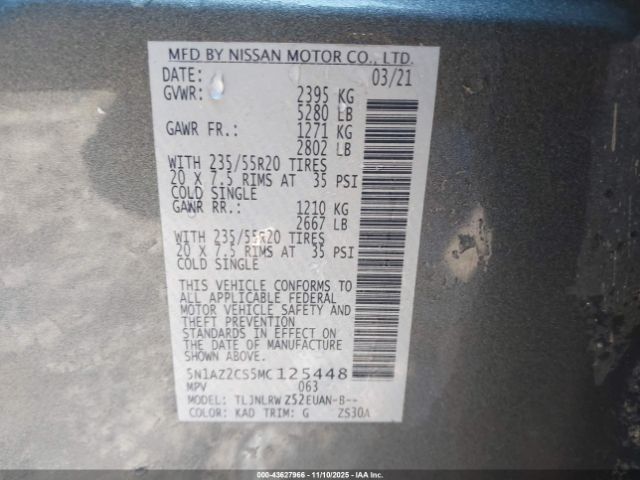 MFD BY NISSAN MOTOR CO., LTD.
DATE: 03/21
GVWR: 2395 KG
5280 LB
GAWR FR.: 1271 KG
2802 LB
WITH 235/55R20 TIRES
20 X 7.5 RIMS AT 35 PSI
COLD SINGLE
GAWR RR.: 1210 KG
2667 LB
WITH 235/55R20 TIRES
20 X 7.5 RIMS AT 35 PSI
COLD SINGLE
THIS VEHICLE CONFORMS TO
ALL APPLICABLE FEDERAL
MOTOR VEHICLE SAFETY AND
THEFT PREVENTION
STANDARDS IN EFFECT ON
THE DATE OF MANUFACTURE
SHOWN ABOVE.
5N1AZ2CS5MC125448
MPV 063
MODEL: TLJNLRW Z52EUAN-B--
COLOR: KAD TRIM: G ZS30A
000-43627966 - 11/10/2025 - IAAI.COM